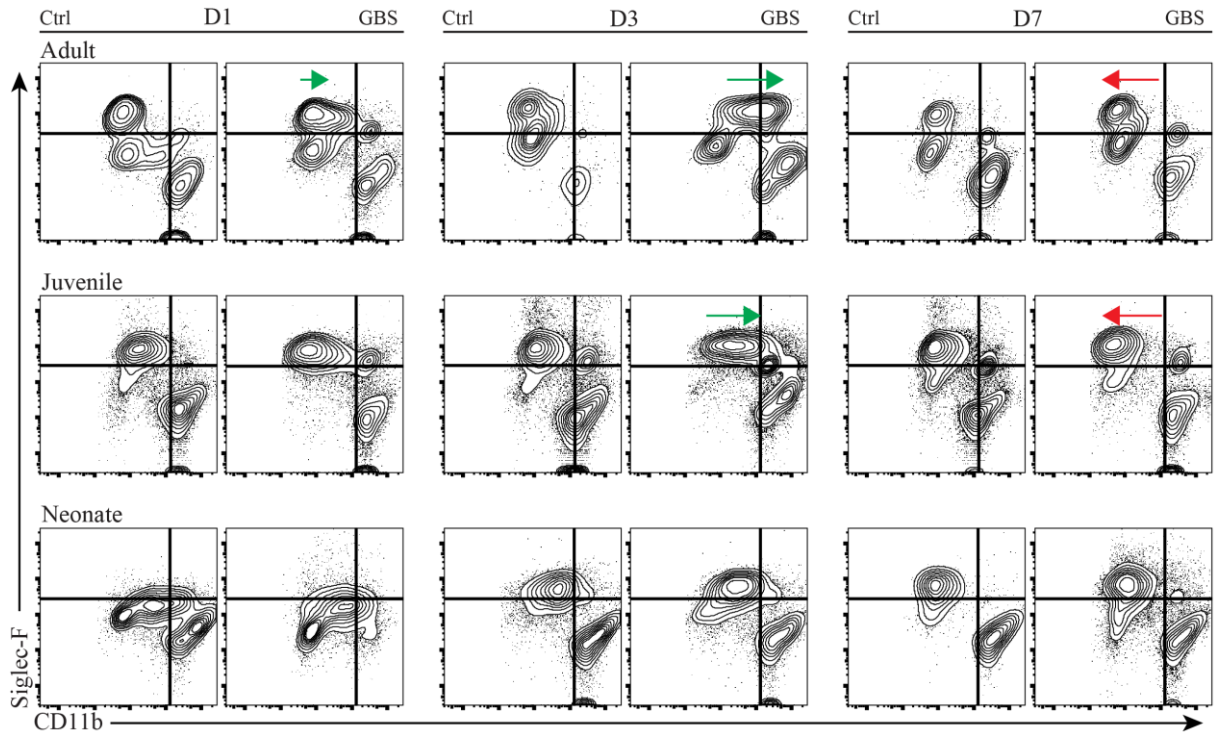 Ctrl D1 GBS Ctrl D3 GBS Ctrl D7 GBS
Adult
Juvenile
Neonate
Siglec-F
CD11b